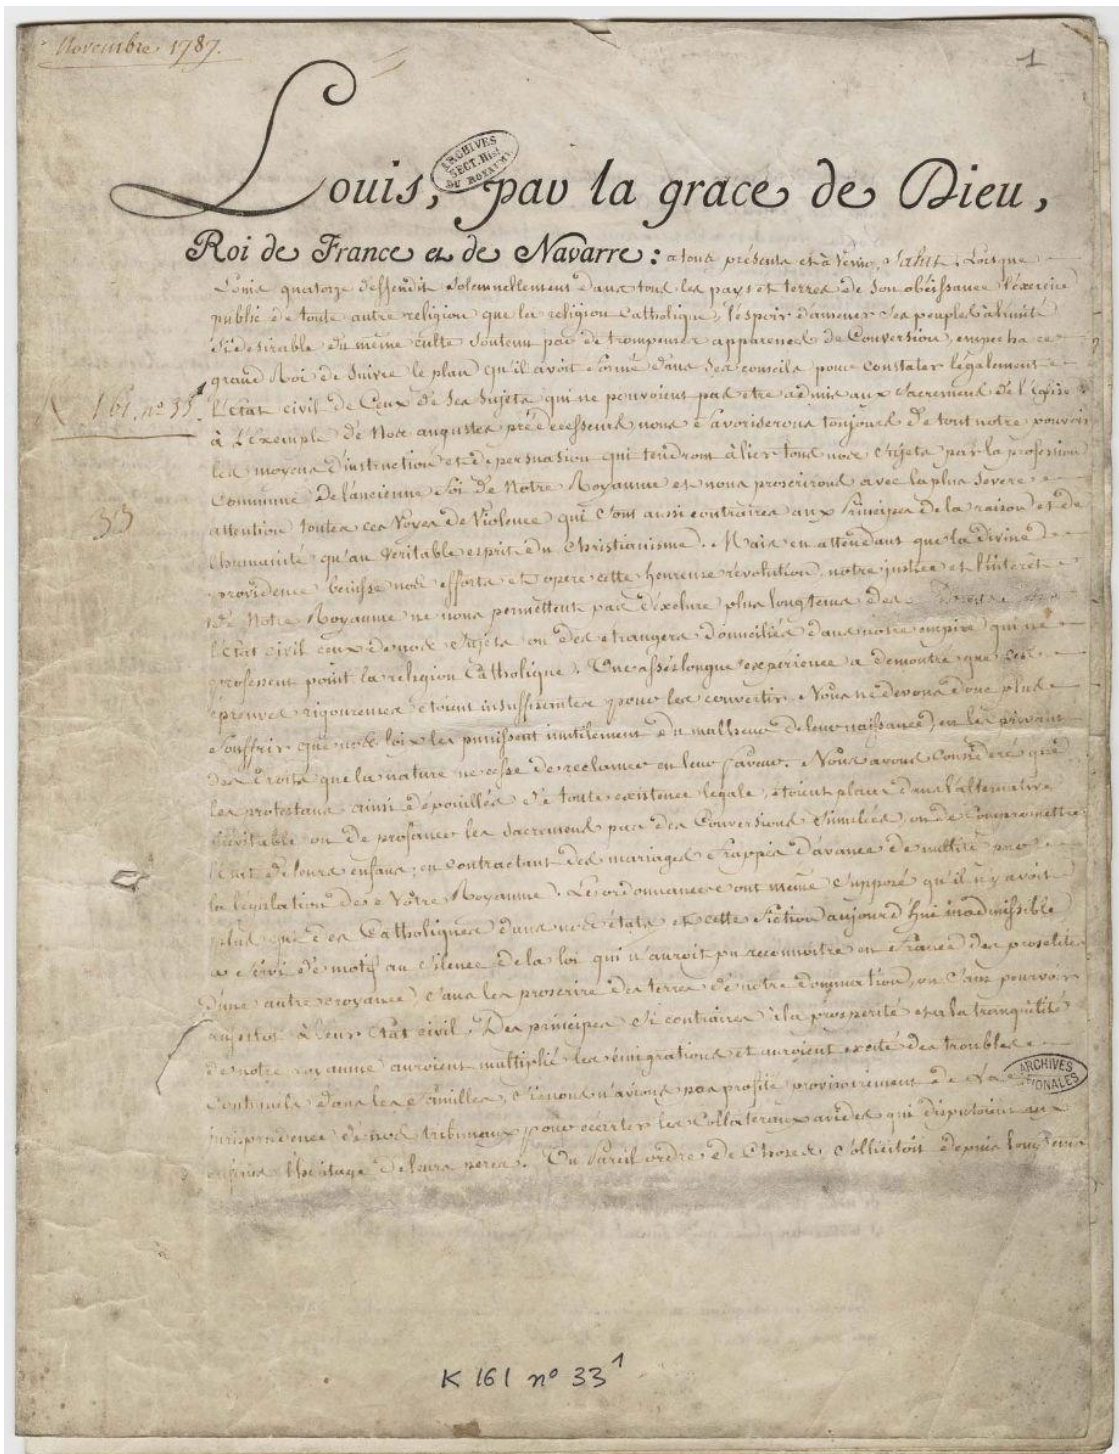 Novembre 1787.
1
ARCHIVES
SECT. HIST.
DU ROYAUME
Louis, par la grace de Dieu,
Roi de France et de Navarre : a tous présents et à venir, Salut. Lorsque
Louis quatorze deffendit solemnellement dans tous les pays et terres de son obéissance l'éxercice
public de toute autre religion que la religion Catholique, l'espoir d'amener ses peuples à l'unité
si desirable du même culte soutenu par de trompeuses apparences de Conversion, empecha ce
grand Roi de suivre le plan qu'il avoit formé dans ses conseils pour constater légalement
K 161. n° 33 1
L'état civil de Ceux de ses sujets qui ne pouvoient pas etre admis aux sacremens de l'Eglise
à L'exemple de Nos augustes prédécesseurs nous favoriserons toujours de tout notre pouvoir
les moyens d'instruction et de persuasion qui tendront à lier tous nos sujets par la profession
Commune de l'ancienne foi de Notre Royaume et nous proscrirons avec la plus severe
33
attention toutes ces Voyes de Violence qui sont aussi contraires aux Principes de la raison et de
l'humanité qu'au véritable esprit du Christianisme. Mais en attendant que la divine
providence benisse nos efforts et opere cette heureuse révolution, notre justice et l'intérêt
de Notre Royaume ne nous permettent pas d'exclure plus longtems des
l'état civil ceux de nos sujets ou des etrangers domiciliés dans notre empire qui ne
professent point la religion Catholique. Une assés longue expérience a démontré que ces
épreuves rigoureuses étoient insuffisantes pour les convertir. Nous ne devons donc plus
souffrir que nos loix les punissent inutilement du malheur de leur naissance, en les privant
des droits que la nature ne cesse de reclamer en leur faveur. Nous avons Considéré que
les protestans ainsi dépouillés de toute existence légale, étoient placés dans l'alternative
inévitable ou de profaner les sacremens par des Conversions simulées, ou de Compromettre
l'état de leurs enfans, en contractant des mariages frappés d'avance de nullité par
la législation de Notre Royaume. Les ordonnances ont même supposé qu'il n'y avoit
plus que des Catholiques dans nos états et cette fiction aujourd'hui inadmissible
a servi de motif au silence de la loi qui n'auroit pu reconnoitre en France des proselites
d'une autre croyance, sans les proscrire des terres de notre domination, ou sans pourvoir
aussitot à leur état civil. Des principes si contraires à la prospérité et à la tranquilité
de notre royaume auroient multiplié les émigrations et auroient excité des troubles
Continuels dans les familles, si nous n'avions pas profité provisoirement de la
ARCHIVES
NATIONALES
jurisprudence de nos tribunaux pour écarter les Collateraux avides qui disputoient aux
enfans l'héritage de leurs peres. Un pareil ordre de Choses sollicitoit depuis longtems
K 161 n° 33 1